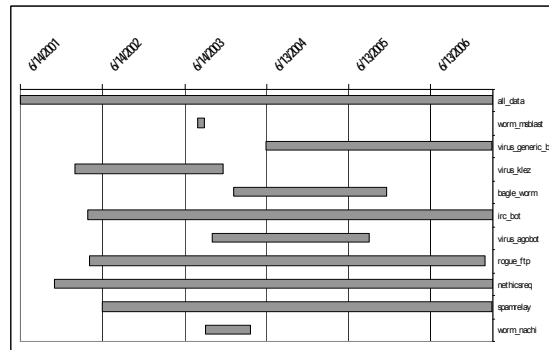 6/14/2001
6/14/2002
6/14/2003
6/13/2004
6/13/2005
6/13/2006
all_data
worm_msblast
virus_generic_b
virus_klez
bagle_worm
irc_bot
virus_agobot
rogue_ftp
nethicsreq
spamrelay
worm_nachi